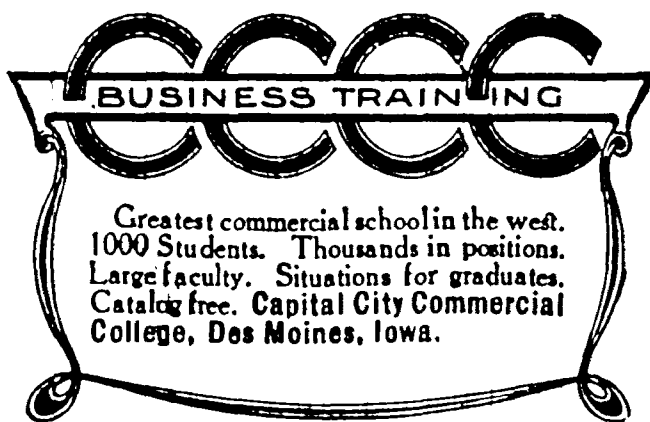 CCCC
BUSINESS TRAINING
Greatest commercial school in the west.
1000 Students. Thousands in positions.
Large faculty. Situations for graduates.
Catalog free. Capital City Commercial
College, Des Moines, Iowa.